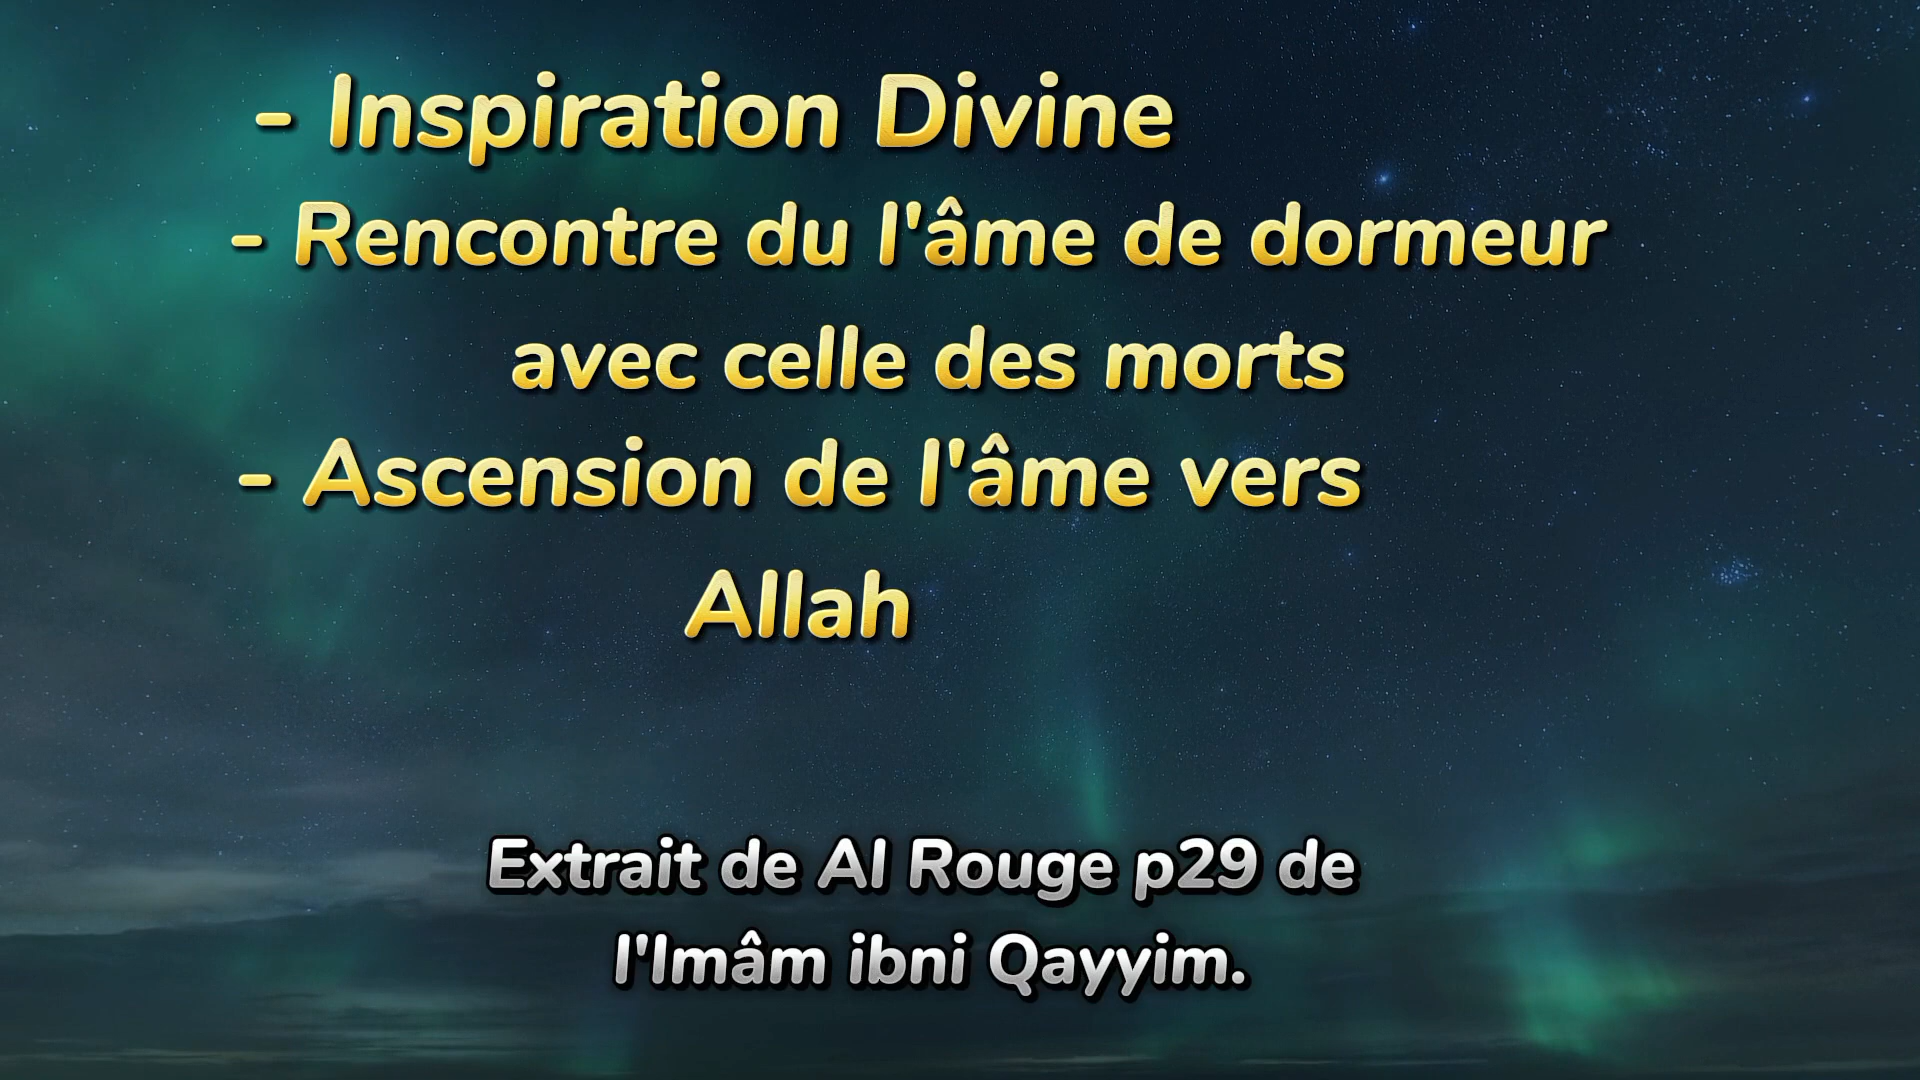 - Inspiration Divine
- Rencontre du l'âme de dormeur
avec celle des morts
- Ascension de l'âme vers
Allah
Extrait de Al Rouge p29 de
l'Imâm ibni Qayyim.